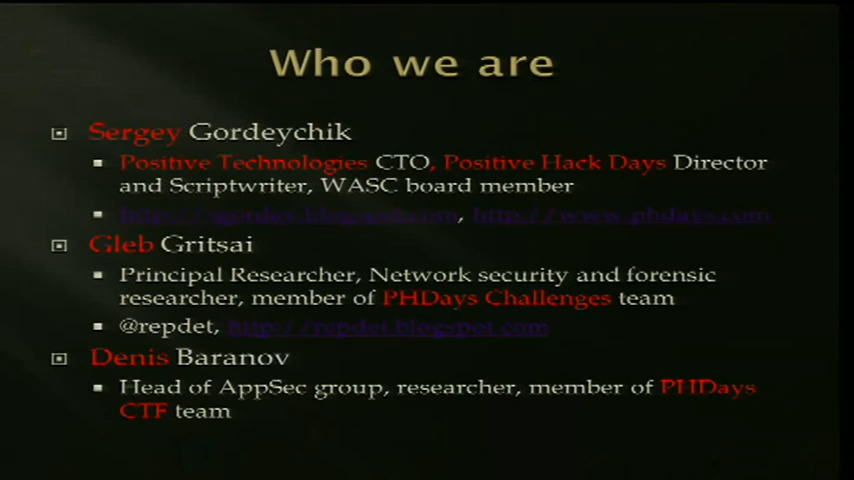 Who we are
Sergey Gordeychik
Positive Technologies CTO, Positive Hack Days Director
and Scriptwriter, WASC board member
http://sgordey.blogspot.com, http://www.phdays.com
Gleb Gritsai
Principal Researcher, Network security and forensic
researcher, member of PHDays Challenges team
@repdet, http://repdet.blogspot.com
Denis Baranov
Head of AppSec group, researcher, member of PHDays
CTF team